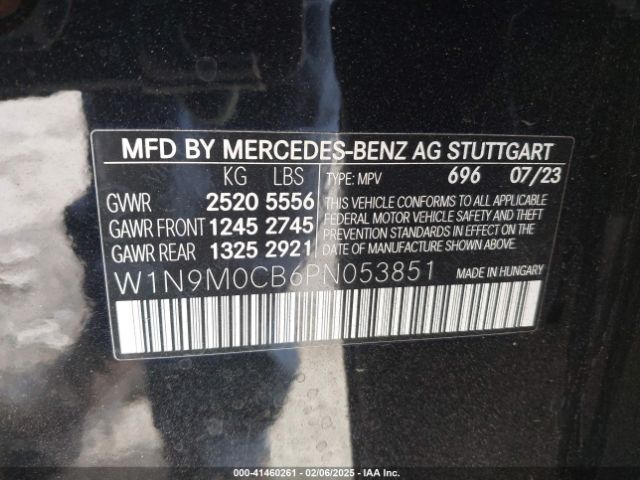 MFD BY MERCEDES-BENZ AG STUTTGART
KG LBS TYPE: MPV 696 07/23
GVWR 2520 5556
GAWR FRONT 1245 2745
GAWR REAR 1325 2921
THIS VEHICLE CONFORMS TO ALL APPLICABLE
FEDERAL MOTOR VEHICLE SAFETY AND THEFT
PREVENTION STANDARDS IN EFFECT ON THE
DATE OF MANUFACTURE SHOWN ABOVE.
W1N9M0CB6PN053851 MADE IN HUNGARY
000-41460261 - 02/06/2025 - IAA Inc.